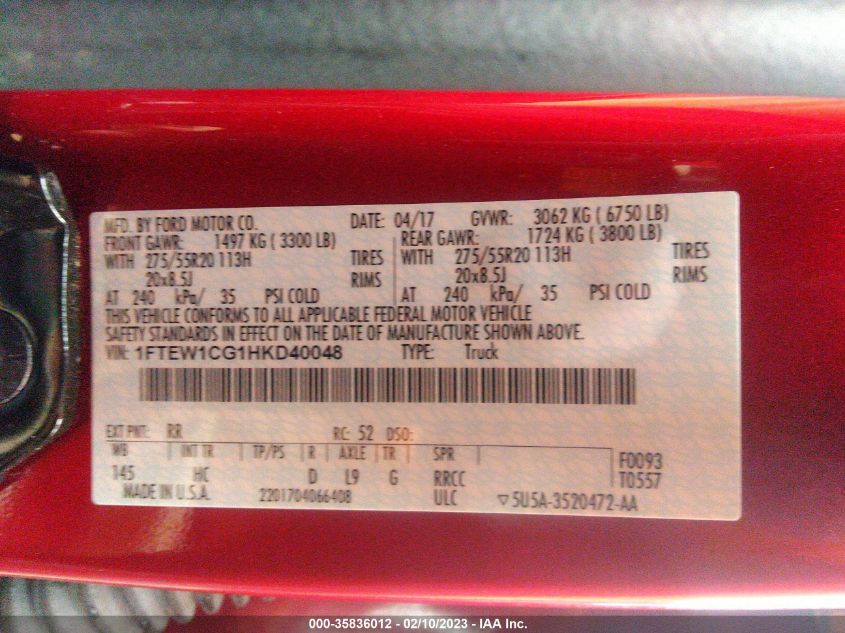 MFD. BY FORD MOTOR CO. DATE: 04/17 GVWR: 3062 KG ( 6750 LB)
FRONT GAWR: 1497 KG ( 3300 LB) REAR GAWR: 1724 KG ( 3800 LB)
WITH 275/55R20 113H TIRES WITH 275/55R20 113H TIRES
20x8.5J RIMS 20x8.5J RIMS
AT 240 kPa/ 35 PSI COLD AT 240 kPa/ 35 PSI COLD
THIS VEHICLE CONFORMS TO ALL APPLICABLE FEDERAL MOTOR VEHICLE
SAFETY STANDARDS IN EFFECT ON THE DATE OF MANUFACTURE SHOWN ABOVE.
VIN: 1FTEW1CG1HKD40048 TYPE: Truck
EXT PNT: RR RC: 52 DSO:
WB INT TR TP/PS R AXLE TR SPR F0093
145 HC D L9 G RRCC T0557
MADE IN U.S.A. 2201704066408 ULC ▽5U5A-3520472-AA
000-35836012 - 02/10/2023 - IAA Inc.